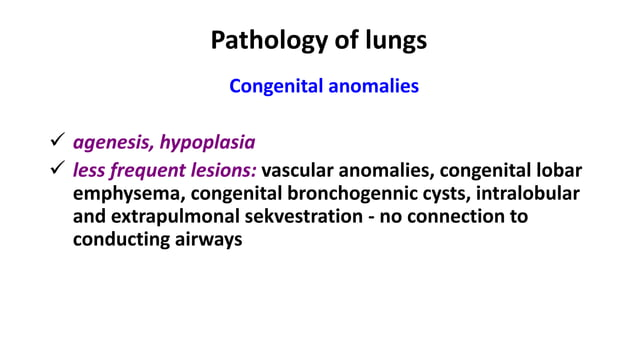 Pathology of lungs
Congenital anomalies
✓ agenesis, hypoplasia
✓ less frequent lesions: vascular anomalies, congenital lobar
emphysema, congenital bronchogennic cysts, intralobular
and extrapulmonal sekvestration - no connection to
conducting airways